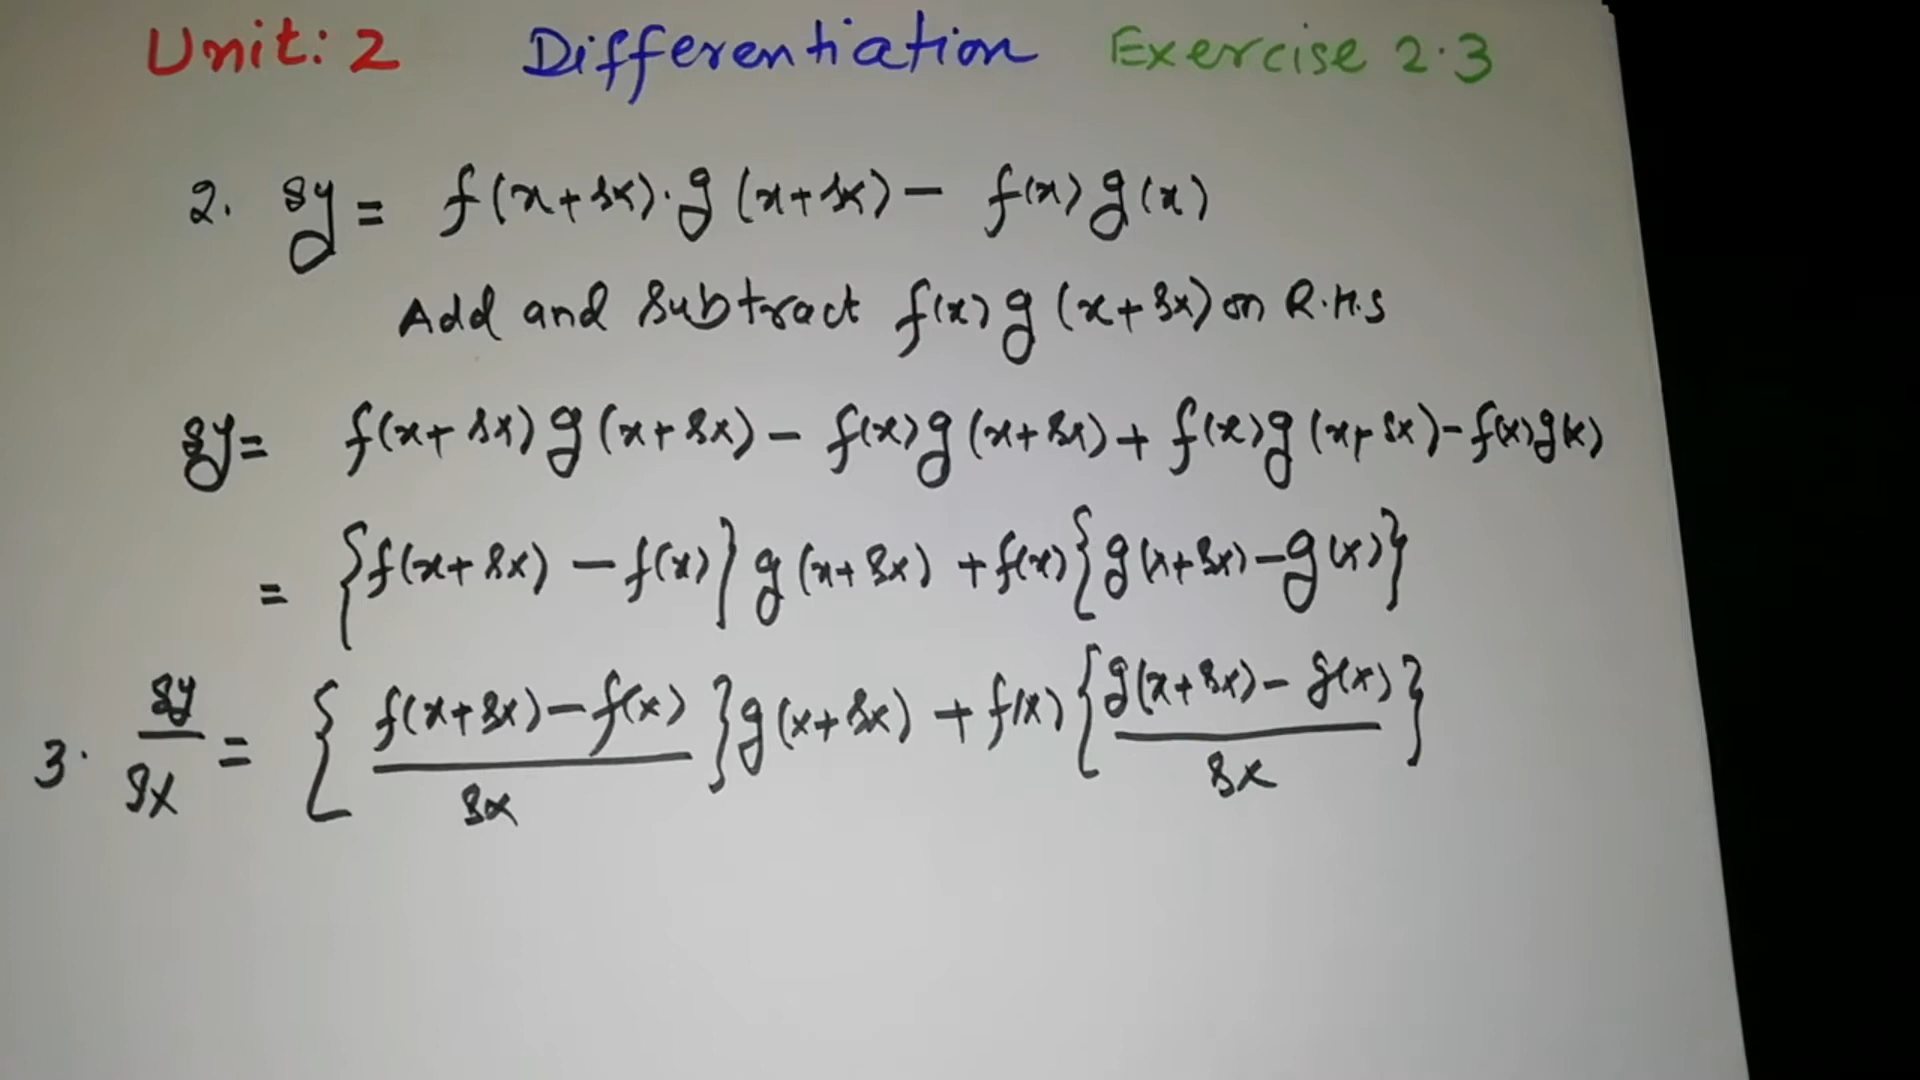 Unit: 2 Differentiation Exercise 2.3
2. δy = f(x+δx).g(x+δx) − f(x) g(x)
Add and Subtract f(x) g(x+δx) on R.H.S
δy = f(x+δx) g(x+δx) − f(x) g(x+δx) + f(x) g(x+δx) − f(x) g(x)
= {f(x+δx) − f(x)} g(x+δx) + f(x) {g(x+δx) − g(x)}
3. δy/δx = { f(x+δx) − f(x) / δx } g(x+δx) + f(x) { g(x+δx) − g(x) / δx }